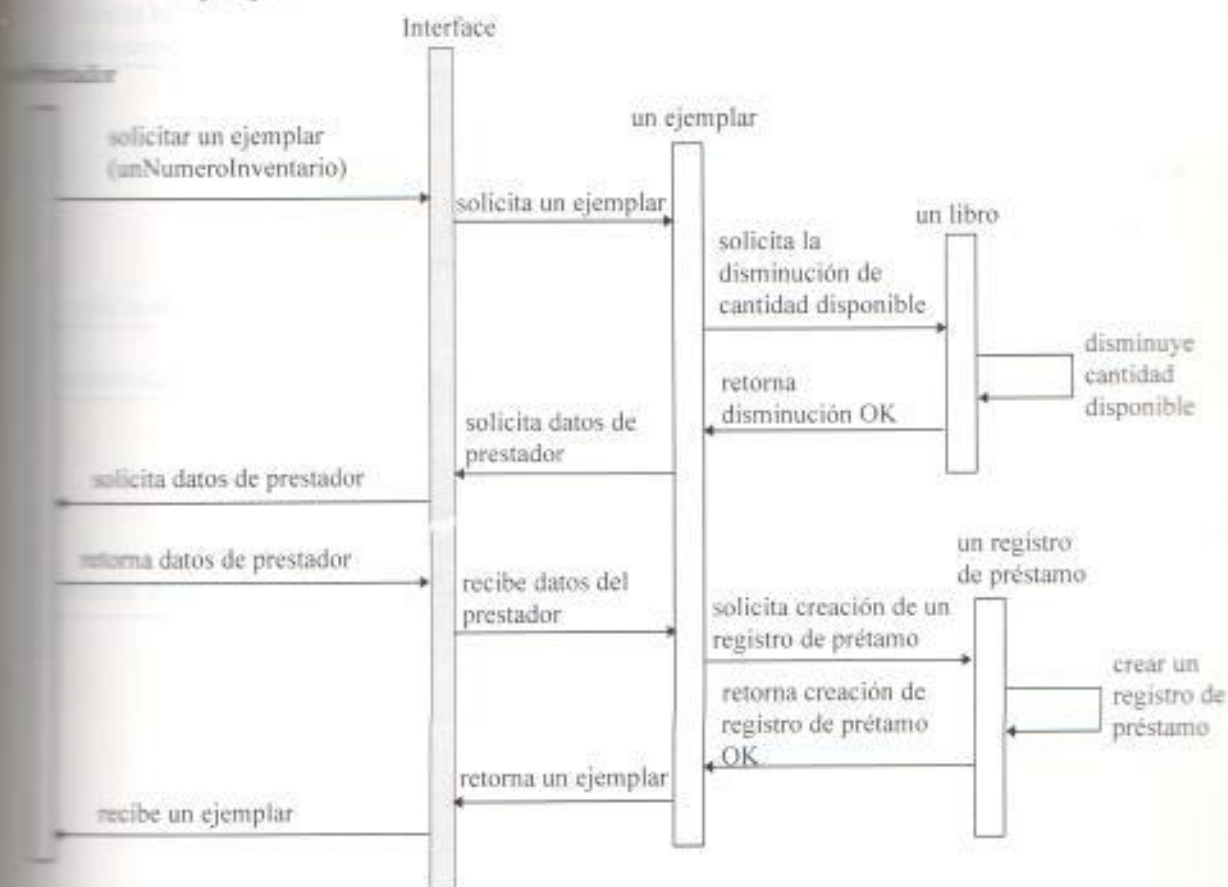 Interface
un ejemplar
solicitar un ejemplar
(unNumeroInventario)
solicita un ejemplar
un libro
solicita la
disminución de
cantidad disponible
disminuye
cantidad
disponible
retorna
disminución OK
solicita datos de
prestador
solicita datos de prestador
retorna datos de prestador
un registro
de préstamo
recibe datos del
prestador
solicita creación de un
registro de prétamo
crear un
registro de
préstamo
retorna creación de
registro de prétamo
OK
retorna un ejemplar
recibe un ejemplar